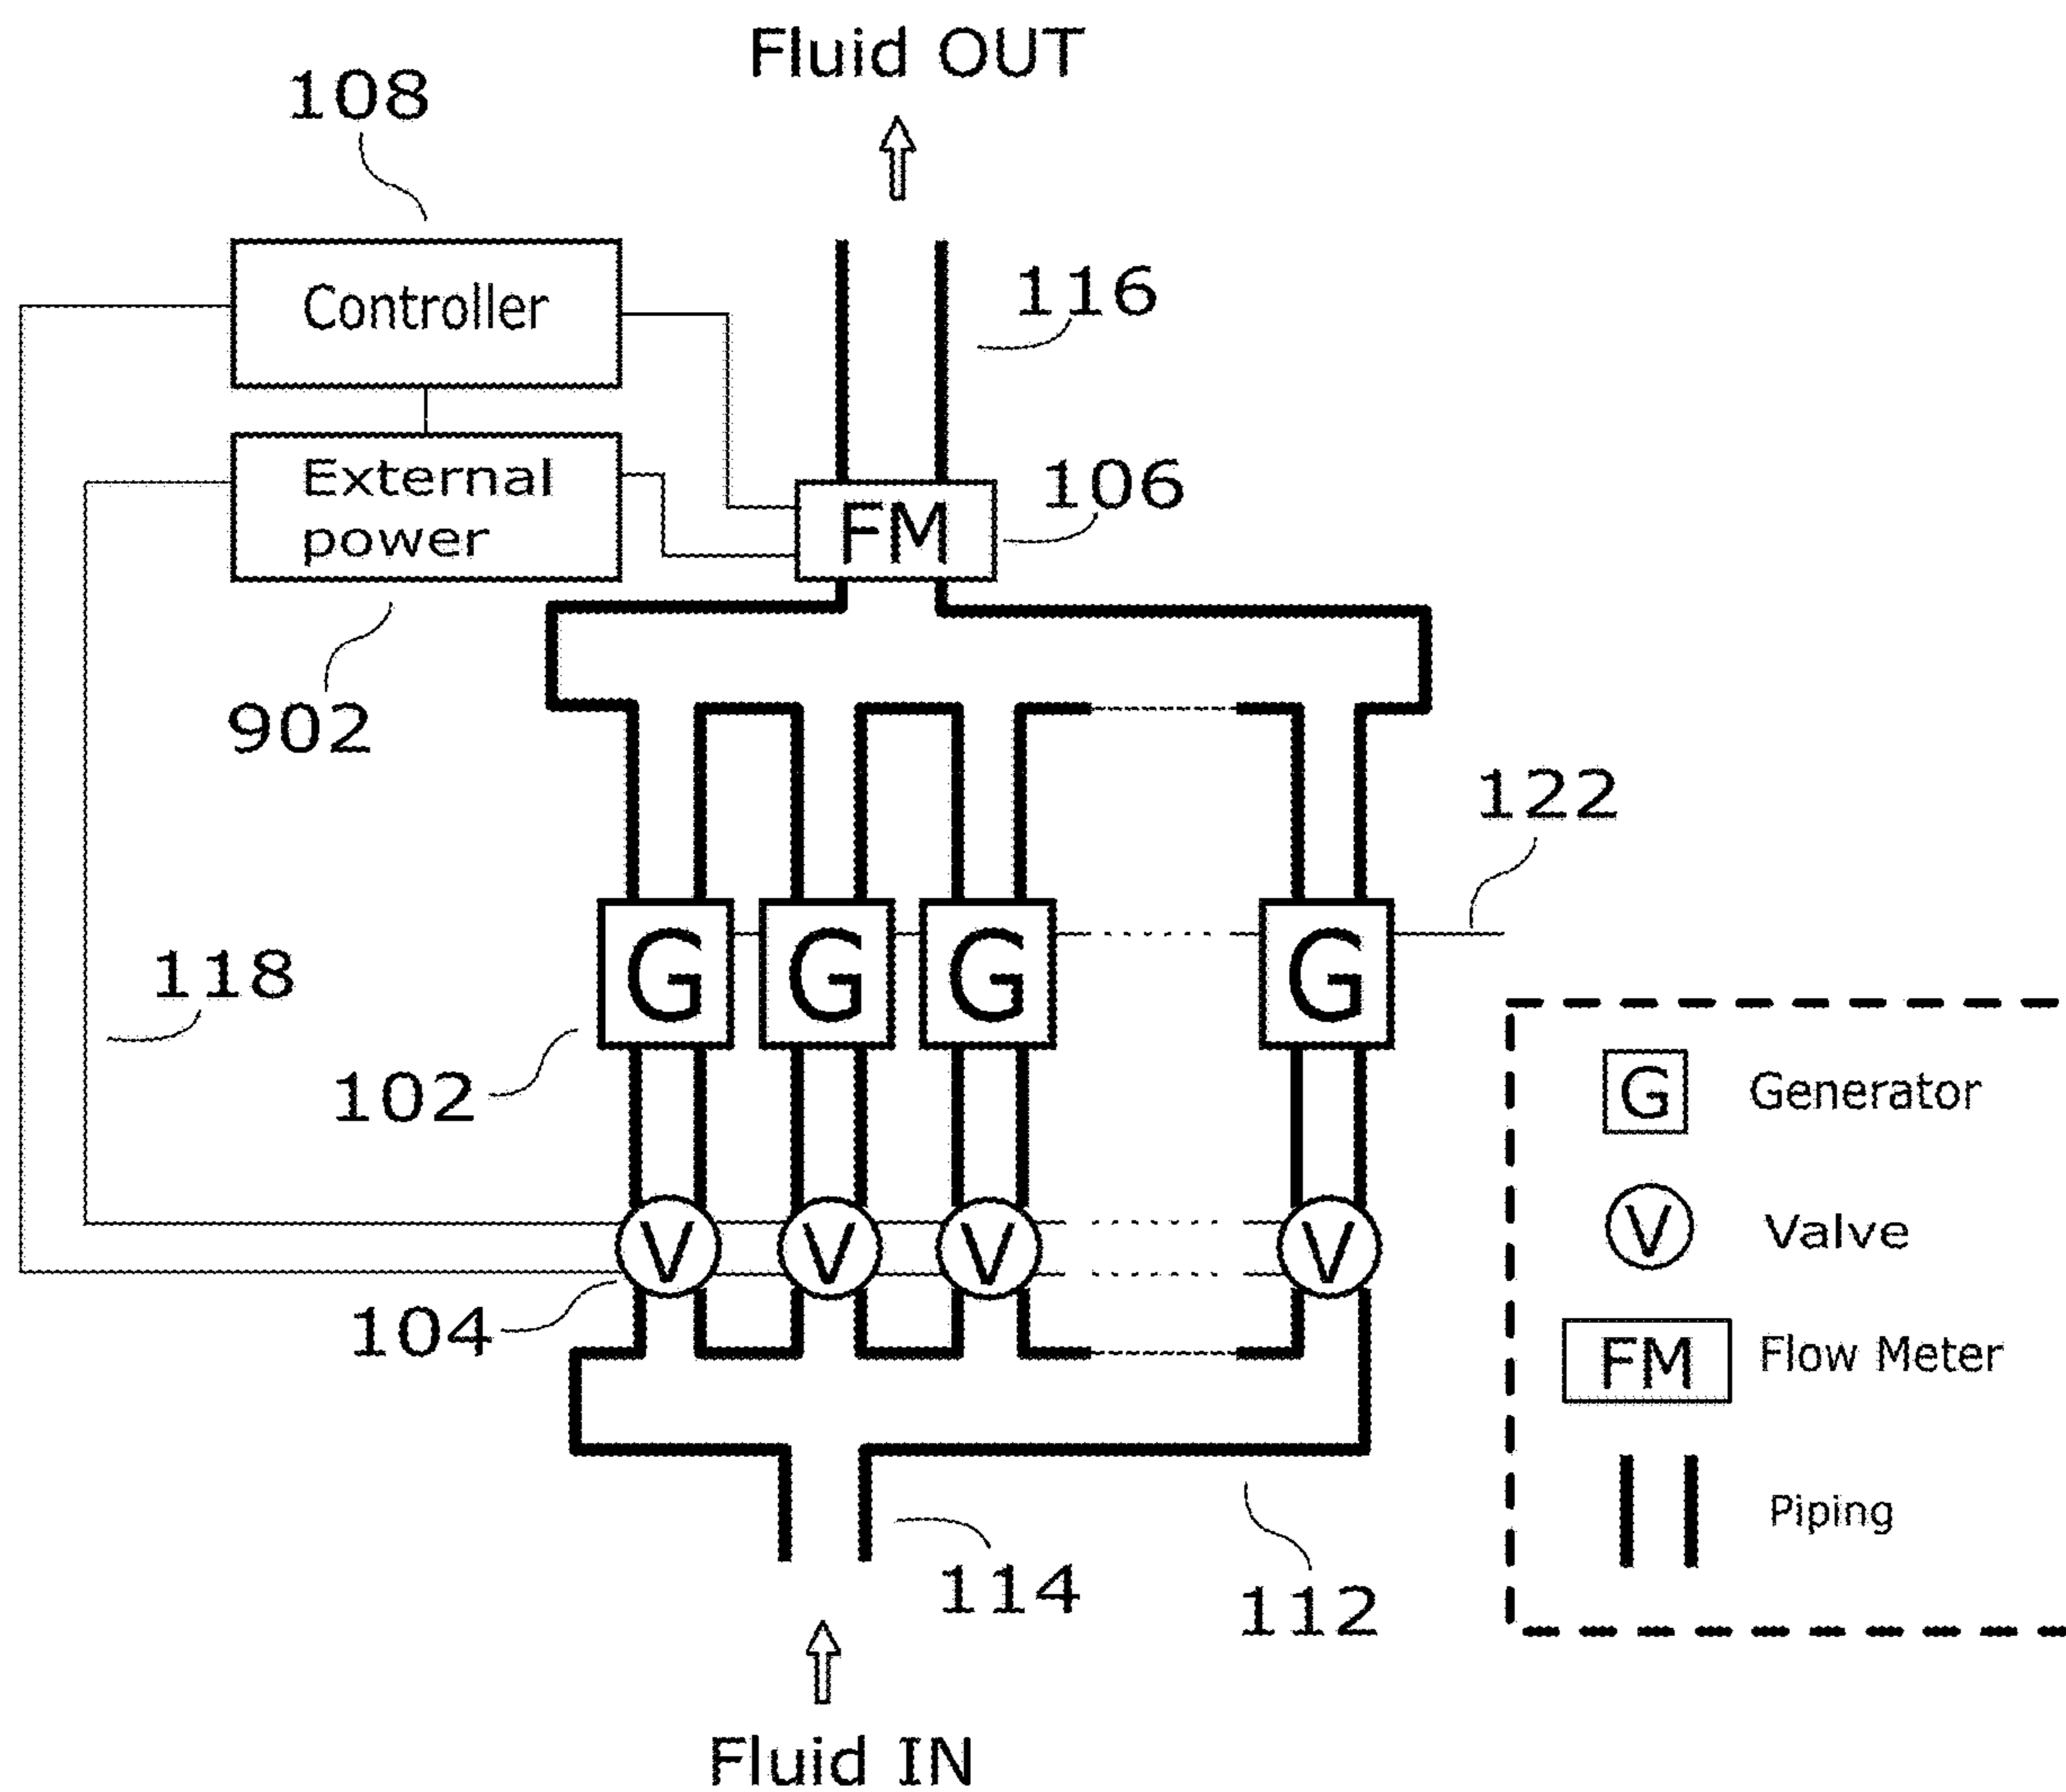 Fluid OUT
108
Controller
116
External
power
106
FM
902
122
G G G G
118
102
V V V V
104
114
112
Fluid IN
G Generator
V Valve
FM Flow Meter
Piping